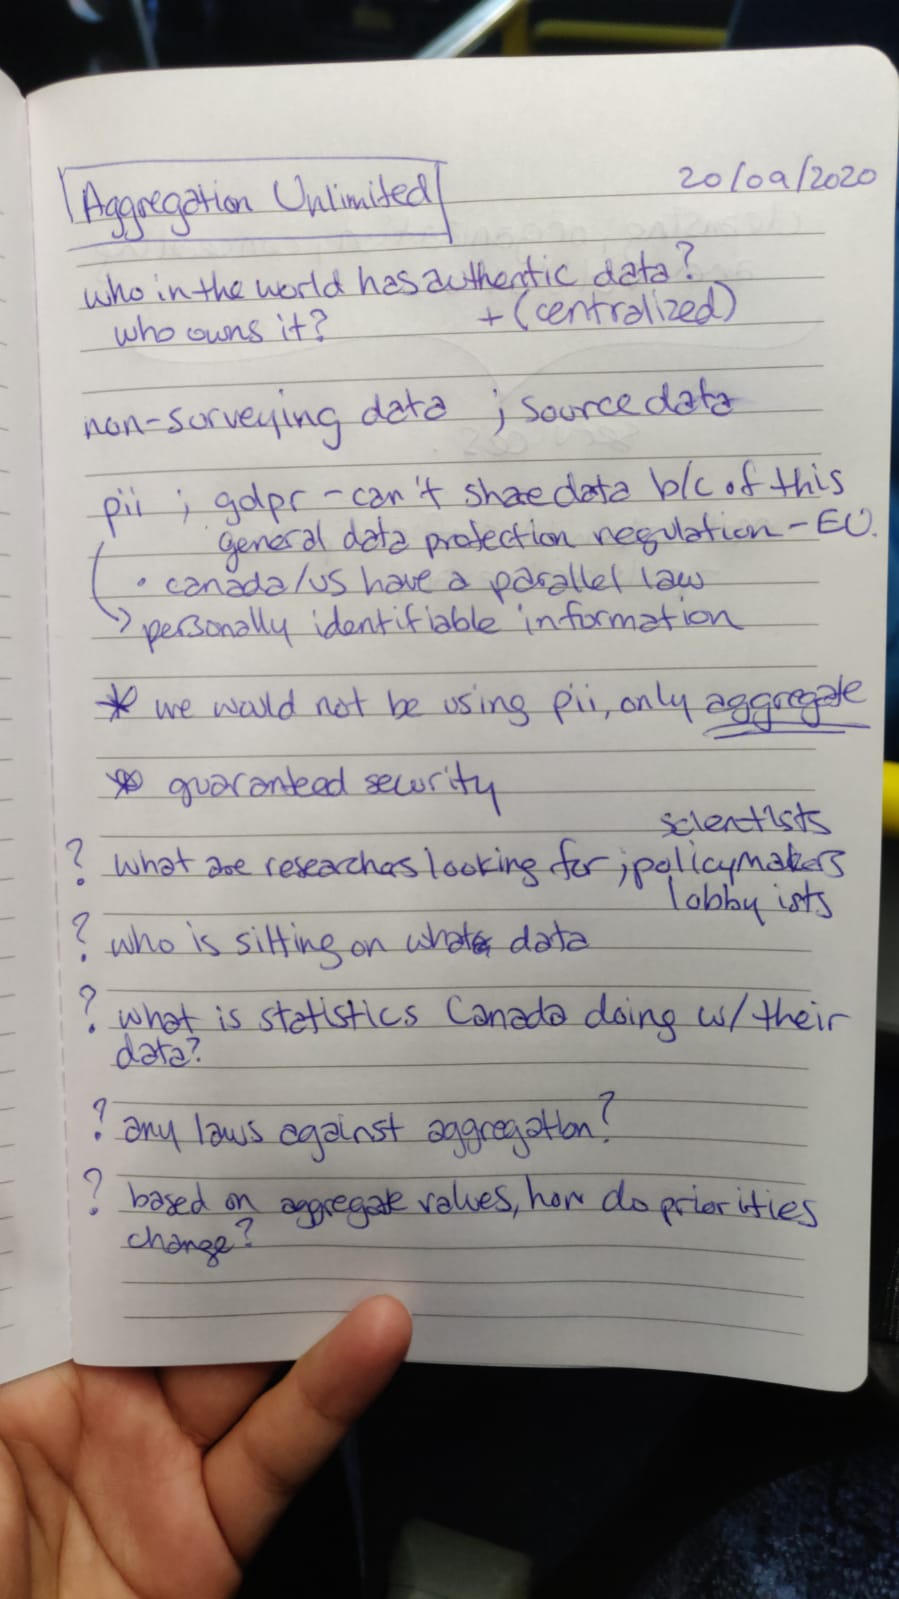 Aggregation Unlimited
20/09/2020
who in the world has authentic data?
+ (centralized)
who owns it?
non-surveying data ; source data
pii ; gdpr - can't share data b/c of this
general data protection regulation - EU.
• canada/us have a parallel law
→ personally identifiable information
* we would not be using pii, only aggregate
* guaranteed security
scientists
? what are researchers looking for ; policymakers
lobbyists
? who is sitting on what data
? what is statistics Canada doing w/ their
data?
? any laws against aggregation?
? based on aggregate values, how do priorities
change?